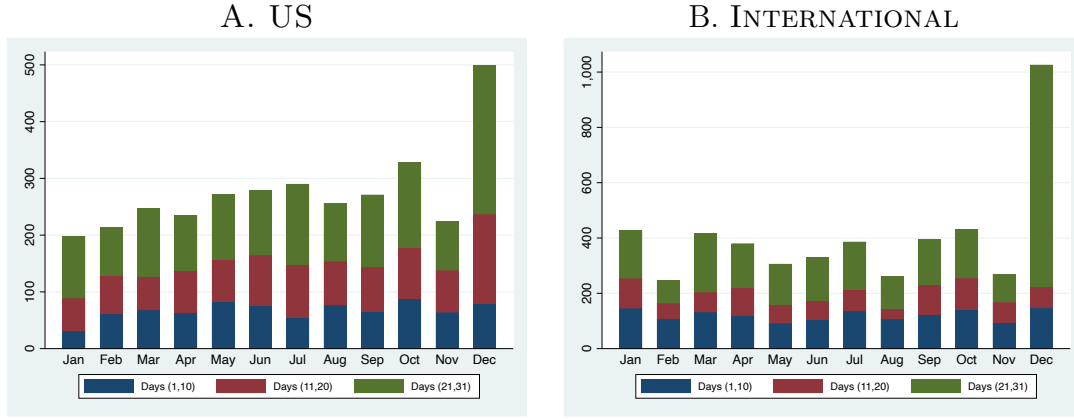 A. US
500
400
300
200
100
0
Jan Feb Mar Apr May Jun Jul Aug Sep Oct Nov Dec
Days (1,10) Days (11,20) Days (21,31)
B. INTERNATIONAL
1,000
800
600
400
200
0
Jan Feb Mar Apr May Jun Jul Aug Sep Oct Nov Dec
Days (1,10) Days (11,20) Days (21,31)